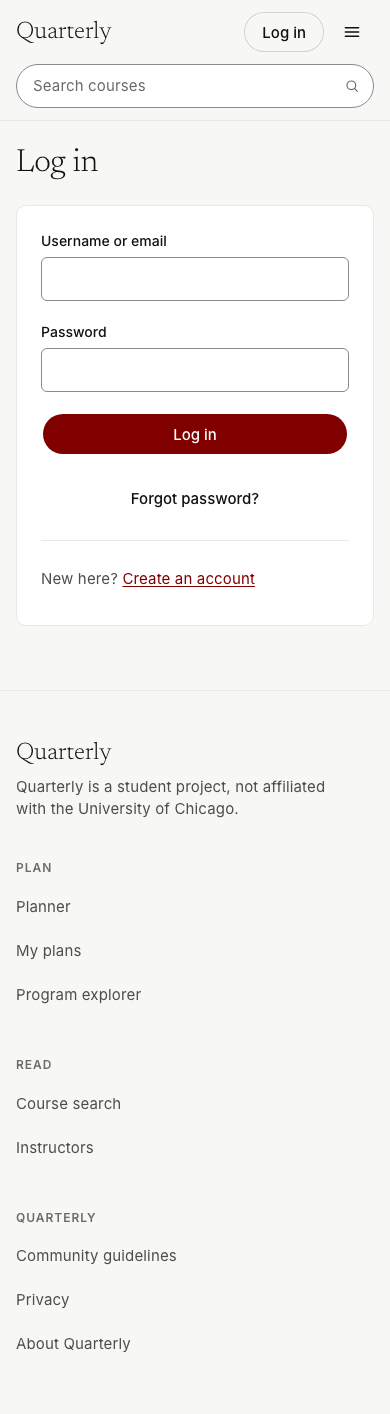 Quarterly
Log in
Search courses
Log in
Username or email
Password
Log in
Forgot password?
New here? Create an account
Quarterly
Quarterly is a student project, not affiliated
with the University of Chicago.
PLAN
Planner
My plans
Program explorer
READ
Course search
Instructors
QUARTERLY
Community guidelines
Privacy
About Quarterly